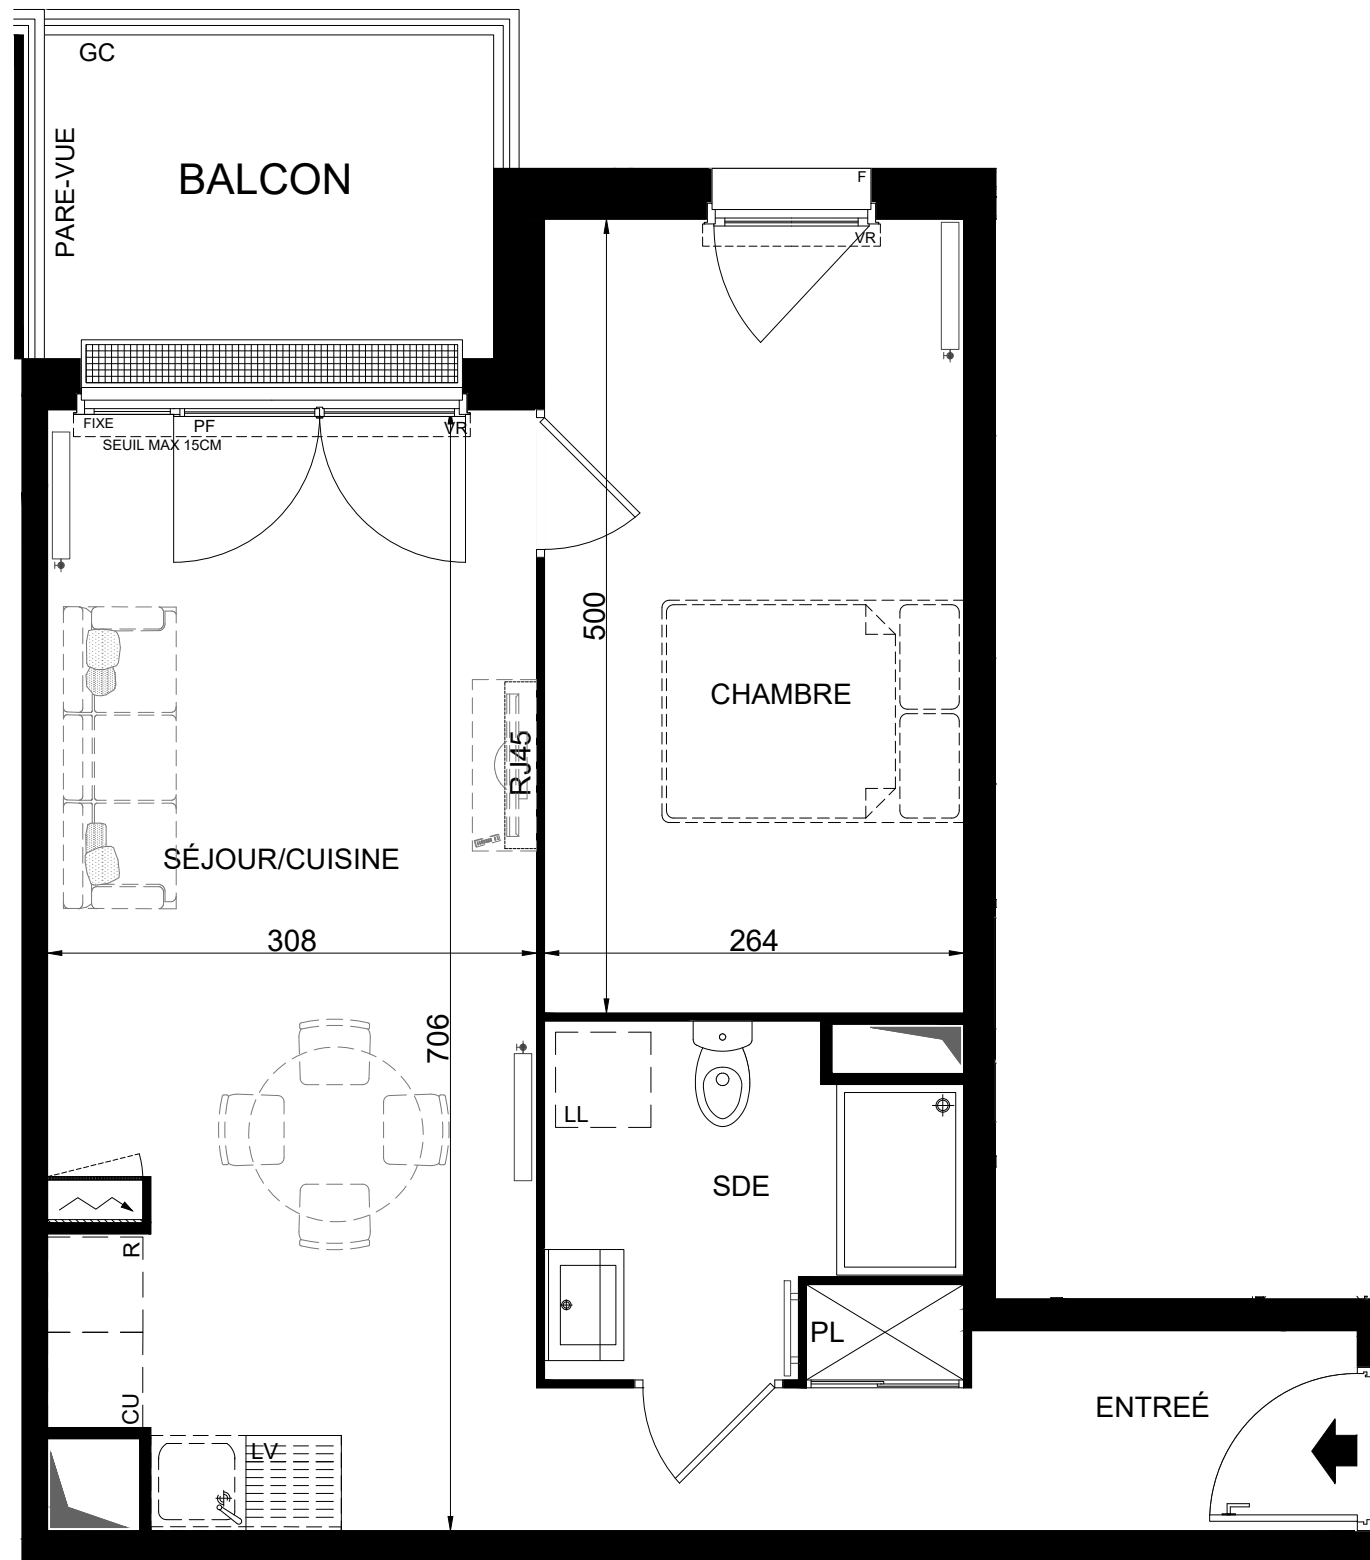 GC
PARE-VUE
BALCON
F
VR
FIXE
PF
VR
SEUIL MAX 15CM
500
CHAMBRE
RJ45
SÉJOUR/CUISINE
308
264
706
LL
SDE
R
CU
PL
LV
ENTREÉ